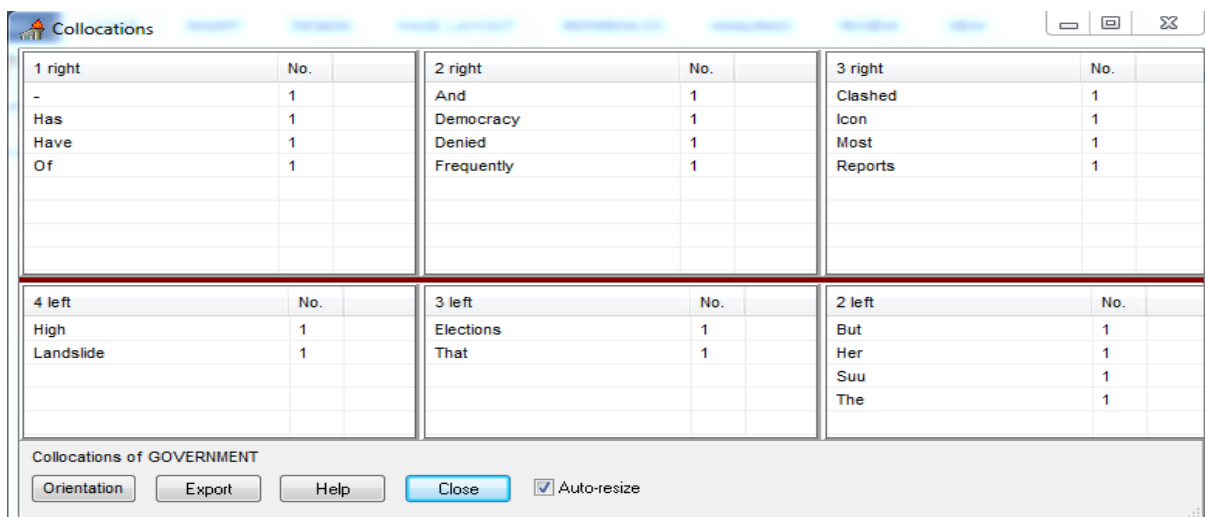 Collocations
1 right No. 2 right No. 3 right No.
- 1 And 1 Clashed 1
Has 1 Democracy 1 Icon 1
Have 1 Denied 1 Most 1
Of 1 Frequently 1 Reports 1
4 left No. 3 left No. 2 left No.
High 1 Elections 1 But 1
Landslide 1 That 1 Her 1
Suu 1
The 1
Collocations of GOVERNMENT
Orientation Export Help Close Auto-resize